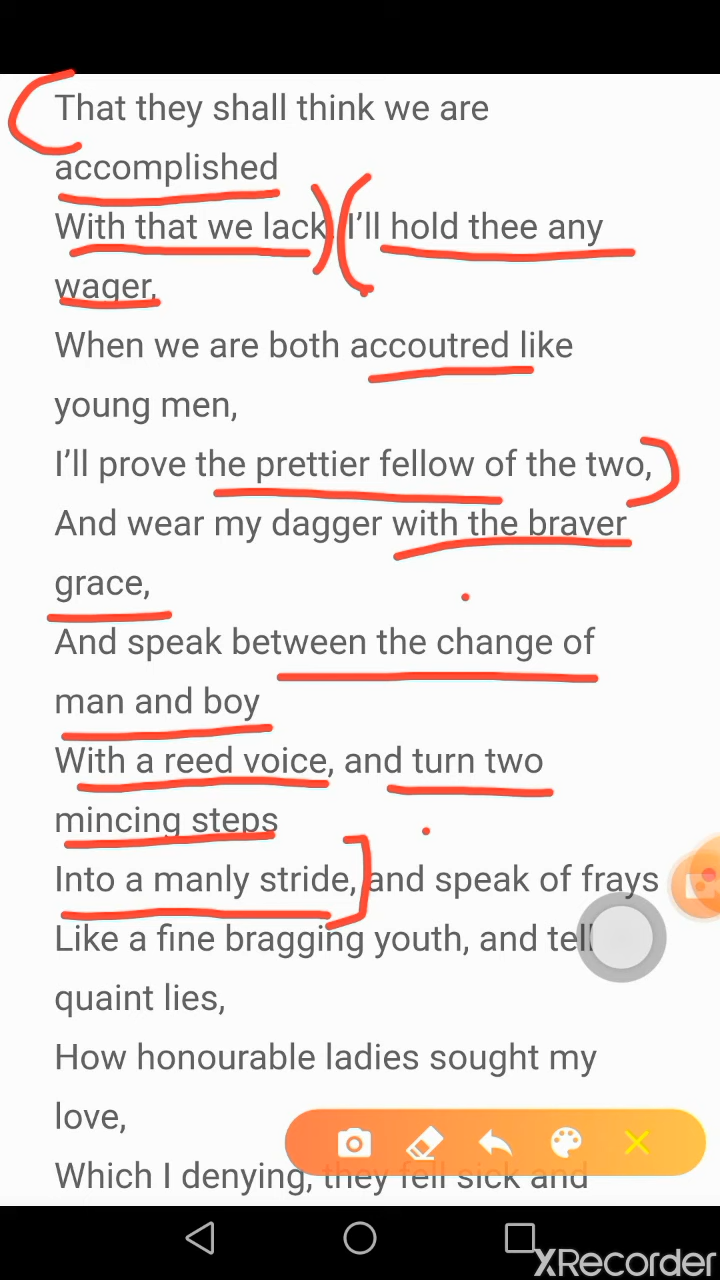 That they shall think we are
accomplished
With that we lack. I'll hold thee any
wager,
When we are both accoutred like
young men,
I'll prove the prettier fellow of the two,
And wear my dagger with the braver
grace,
And speak between the change of
man and boy
With a reed voice, and turn two
mincing steps
Into a manly stride, and speak of frays
Like a fine bragging youth, and tell
quaint lies,
How honourable ladies sought my
love,
Which I denying, they fell sick and
XRecorder